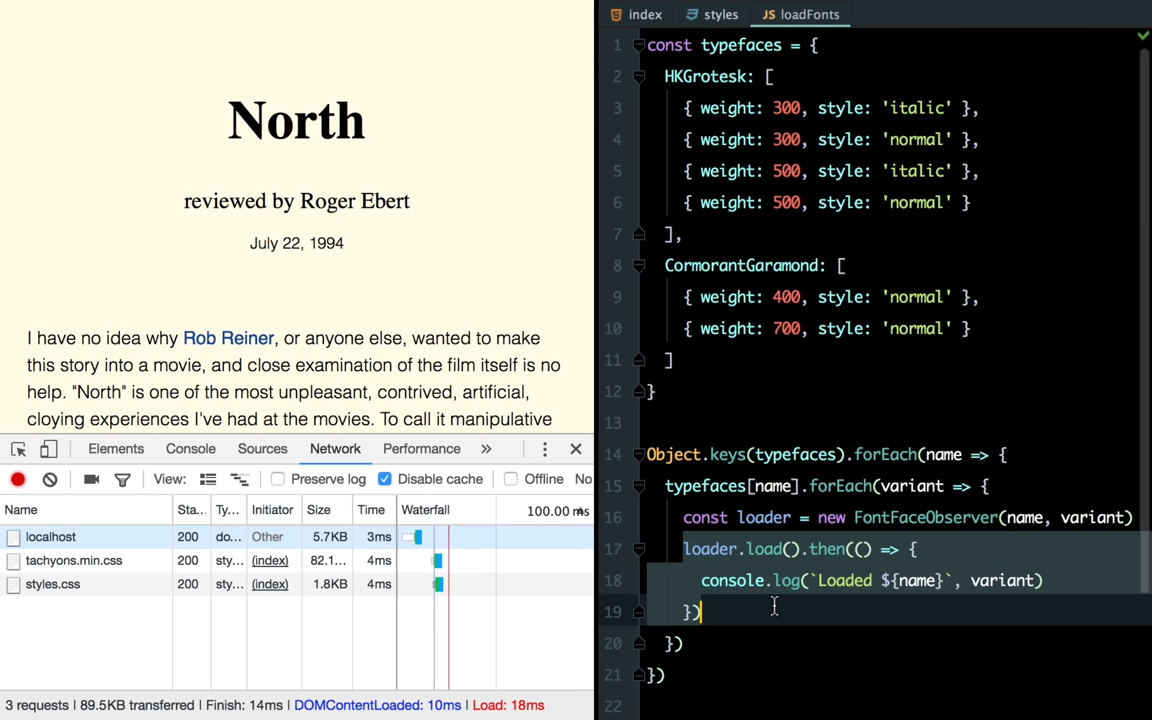 North
reviewed by Roger Ebert
July 22, 1994
I have no idea why Rob Reiner, or anyone else, wanted to make
this story into a movie, and close examination of the film itself is no
help. "North" is one of the most unpleasant, contrived, artificial,
cloying experiences I've had at the movies. To call it manipulative
Elements Console Sources Network Performance »
View: Preserve log Disable cache Offline No
Name Sta... Ty... Initiator Size Time Waterfall 100.00 ms
localhost 200 do... Other 5.7KB 3ms
tachyons.min.css 200 sty... (index) 82.1... 4ms
styles.css 200 sty... (index) 1.8KB 4ms
3 requests | 89.5KB transferred | Finish: 14ms | DOMContentLoaded: 10ms | Load: 18ms
index styles JS loadFonts
1 const typefaces = {
2 HKGrotesk: [
3 { weight: 300, style: 'italic' },
4 { weight: 300, style: 'normal' },
5 { weight: 500, style: 'italic' },
6 { weight: 500, style: 'normal' }
7 ],
8 CormorantGaramond: [
9 { weight: 400, style: 'normal' },
10 { weight: 700, style: 'normal' }
11 ]
12 }
13
14 Object.keys(typefaces).forEach(name => {
15 typefaces[name].forEach(variant => {
16 const loader = new FontFaceObserver(name, variant)
17 loader.load().then(() => {
18 console.log(`Loaded ${name}`, variant)
19 })
20 })
21 })
22